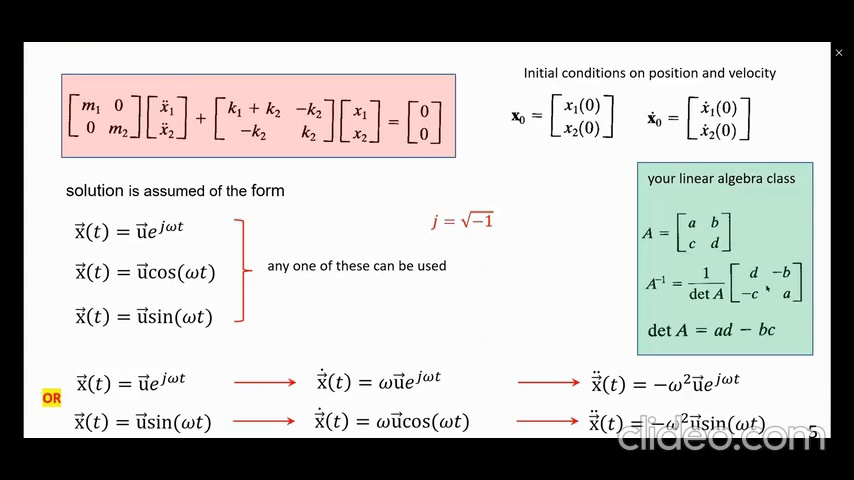 Initial conditions on position and velocity
[m₁ 0; 0 m₂] [ẍ₁; ẍ₂] + [k₁ + k₂ −k₂; −k₂ k₂] [x₁; x₂] = [0; 0]
x₀ = [x₁(0); x₂(0)] ẋ₀ = [ẋ₁(0); ẋ₂(0)]
your linear algebra class
solution is assumed of the form
j = √−1
A = [a b; c d]
x⃗(t) = u⃗e^{jωt}
x⃗(t) = u⃗cos(ωt)
any one of these can be used
A⁻¹ = 1/det A [d −b; −c a]
x⃗(t) = u⃗sin(ωt)
det A = ad − bc
OR
x⃗(t) = u⃗e^{jωt} ẋ⃗(t) = ωu⃗e^{jωt} ẍ⃗(t) = −ω²u⃗e^{jωt}
x⃗(t) = u⃗sin(ωt) ẋ⃗(t) = ωu⃗cos(ωt) ẍ⃗(t) = −ω²u⃗sin(ωt)
5
clideo.com